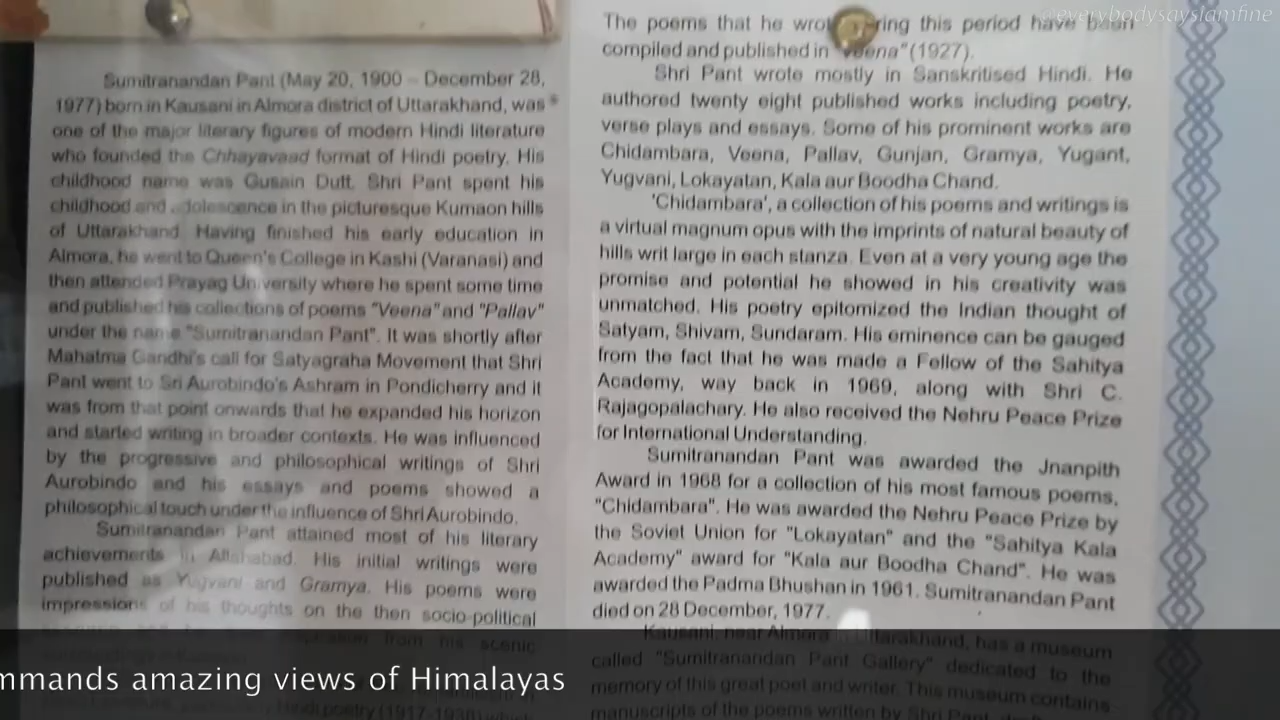 Sumitranandan Pant (May 20, 1900 – December 28,
1977) born in Kausani in Almora district of Uttarakhand, was
one of the major literary figures of modern Hindi literature
who founded the Chhayavaad format of Hindi poetry. His
childhood name was Gusain Dutt. Shri Pant spent his
childhood and adolescence in the picturesque Kumaon hills
of Uttarakhand. Having finished his early education in
Almora, he went to Queen's College in Kashi (Varanasi) and
then attended Prayag University where he spent some time
and published his collections of poems "Veena" and "Pallav"
under the name "Sumitranandan Pant". It was shortly after
Mahatma Gandhi's call for Satyagraha Movement that Shri
Pant went to Sri Aurobindo's Ashram in Pondicherry and it
was from that point onwards that he expanded his horizon
and started writing in broader contexts. He was influenced
by the progressive and philosophical writings of Shri
Aurobindo and his essays and poems showed a
philosophical touch under the influence of Shri Aurobindo.
Sumitranandan Pant attained most of his literary
achievements in Allahabad. His initial writings were
published as Yugvani and Gramya. His poems were
impressions of his thoughts on the then socio-political
from his scenic
Hindi poetry (1917-1938)
The poems that he wrote during this period have been
compiled and published in "Veena" (1927).
Shri Pant wrote mostly in Sanskritised Hindi. He
authored twenty eight published works including poetry,
verse plays and essays. Some of his prominent works are
Chidambara, Veena, Pallav, Gunjan, Gramya, Yugant,
Yugvani, Lokayatan, Kala aur Boodha Chand.
'Chidambara', a collection of his poems and writings is
a virtual magnum opus with the imprints of natural beauty of
hills writ large in each stanza. Even at a very young age the
promise and potential he showed in his creativity was
unmatched. His poetry epitomized the Indian thought of
Satyam, Shivam, Sundaram. His eminence can be gauged
from the fact that he was made a Fellow of the Sahitya
Academy, way back in 1969, along with Shri C.
Rajagopalachary. He also received the Nehru Peace Prize
for International Understanding.
Sumitranandan Pant was awarded the Jnanpith
Award in 1968 for a collection of his most famous poems,
"Chidambara". He was awarded the Nehru Peace Prize by
the Soviet Union for "Lokayatan" and the "Sahitya Kala
Academy" award for "Kala aur Boodha Chand". He was
awarded the Padma Bhushan in 1961. Sumitranandan Pant
died on 28 December, 1977.
Kausani, near Almora in Uttarakhand, has a museum
called "Sumitranandan Pant Gallery" dedicated to the
memory of this great poet and writer. This museum contains
manuscripts of the poems written by Shri Pant,
@everybodysaysiamfine
mmands amazing views of Himalayas